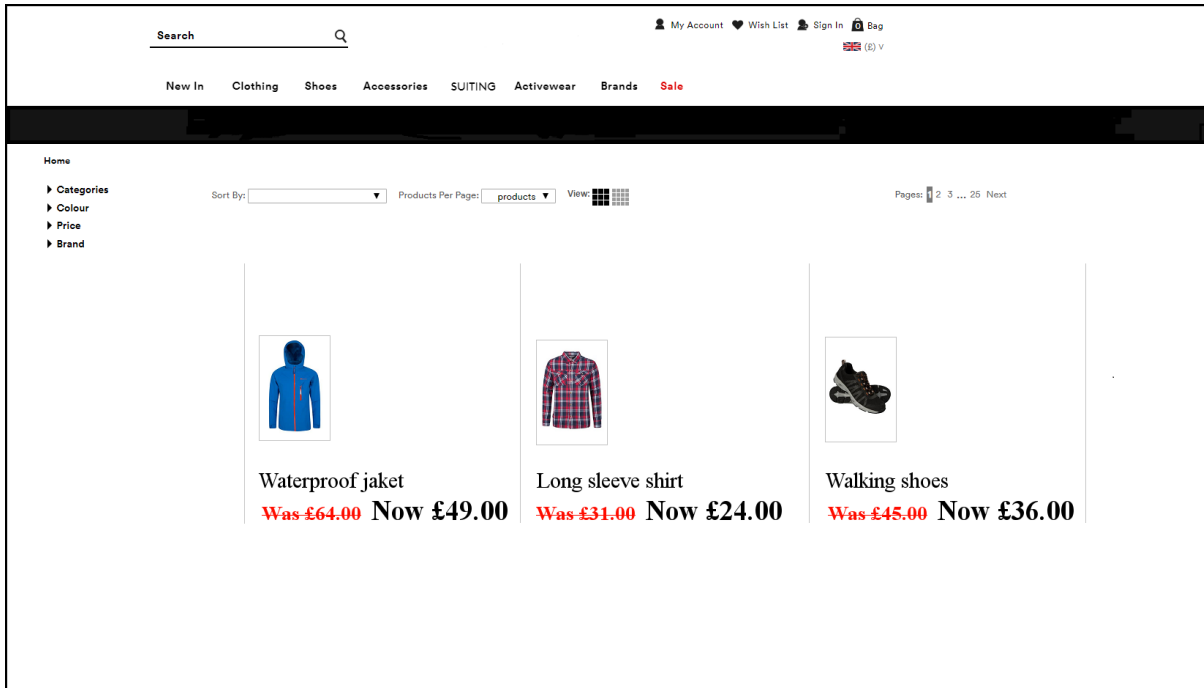 My Account Wish List Sign In 0 Bag
Search
(£) V
New In Clothing Shoes Accessories SUITING Activewear Brands Sale
Home
Categories
Colour
Price
Brand
Sort By: Products Per Page: products View: Pages: 1 2 3 ... 25 Next
Waterproof jaket
Was £64.00 Now £49.00
Long sleeve shirt
Was £31.00 Now £24.00
Walking shoes
Was £45.00 Now £36.00